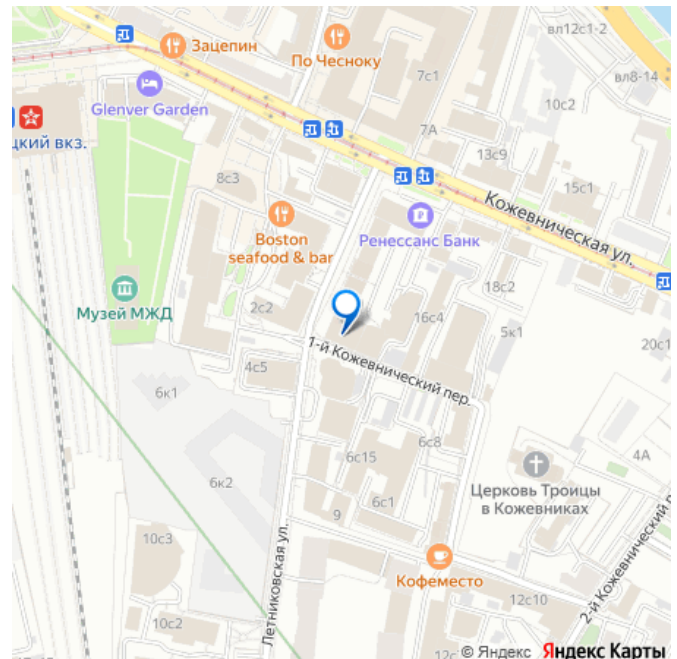 вл12с1-2
Зацепин
По Чесноку
7с1
вл8-14
Glenver Garden
10с2
цкий вкз.
7А
13с9
8с3
15с1
Кожевническая ул.
Boston
seafood & bar
Ренессанс Банк
Музей МЖД
2с2
18с2
16с4
5к1
20с1
1-й Кожевнический пер.
4с5
6к1
6с8
6с15
4А
Церковь Троицы
в Кожевниках
6к2
6с1
9
10с3
Летниковская ул.
Кофеместо
2-й Кожевнический р
12с10
10с2
12с
© Яндекс Яндекс Карты